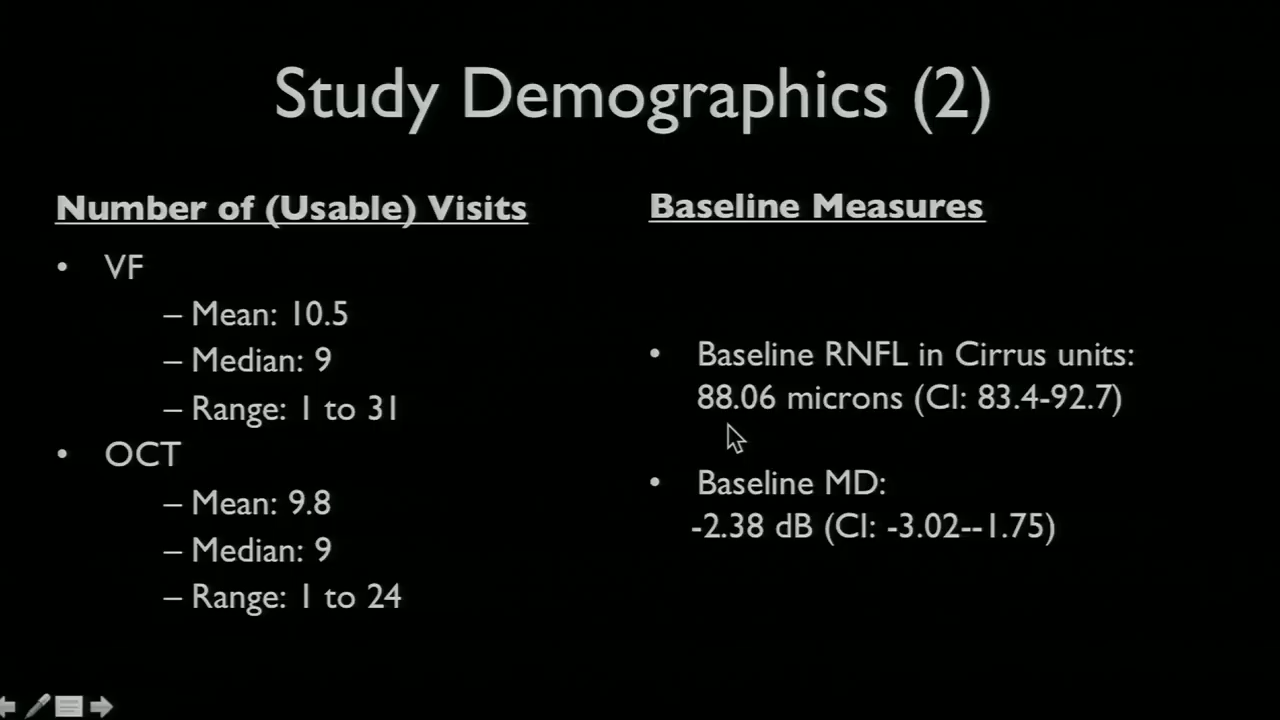 Study Demographics (2)
Number of (Usable) Visits
• VF
– Mean: 10.5
– Median: 9
– Range: 1 to 31
• OCT
– Mean: 9.8
– Median: 9
– Range: 1 to 24
Baseline Measures
• Baseline RNFL in Cirrus units:
88.06 microns (CI: 83.4-92.7)
• Baseline MD:
-2.38 dB (CI: -3.02--1.75)